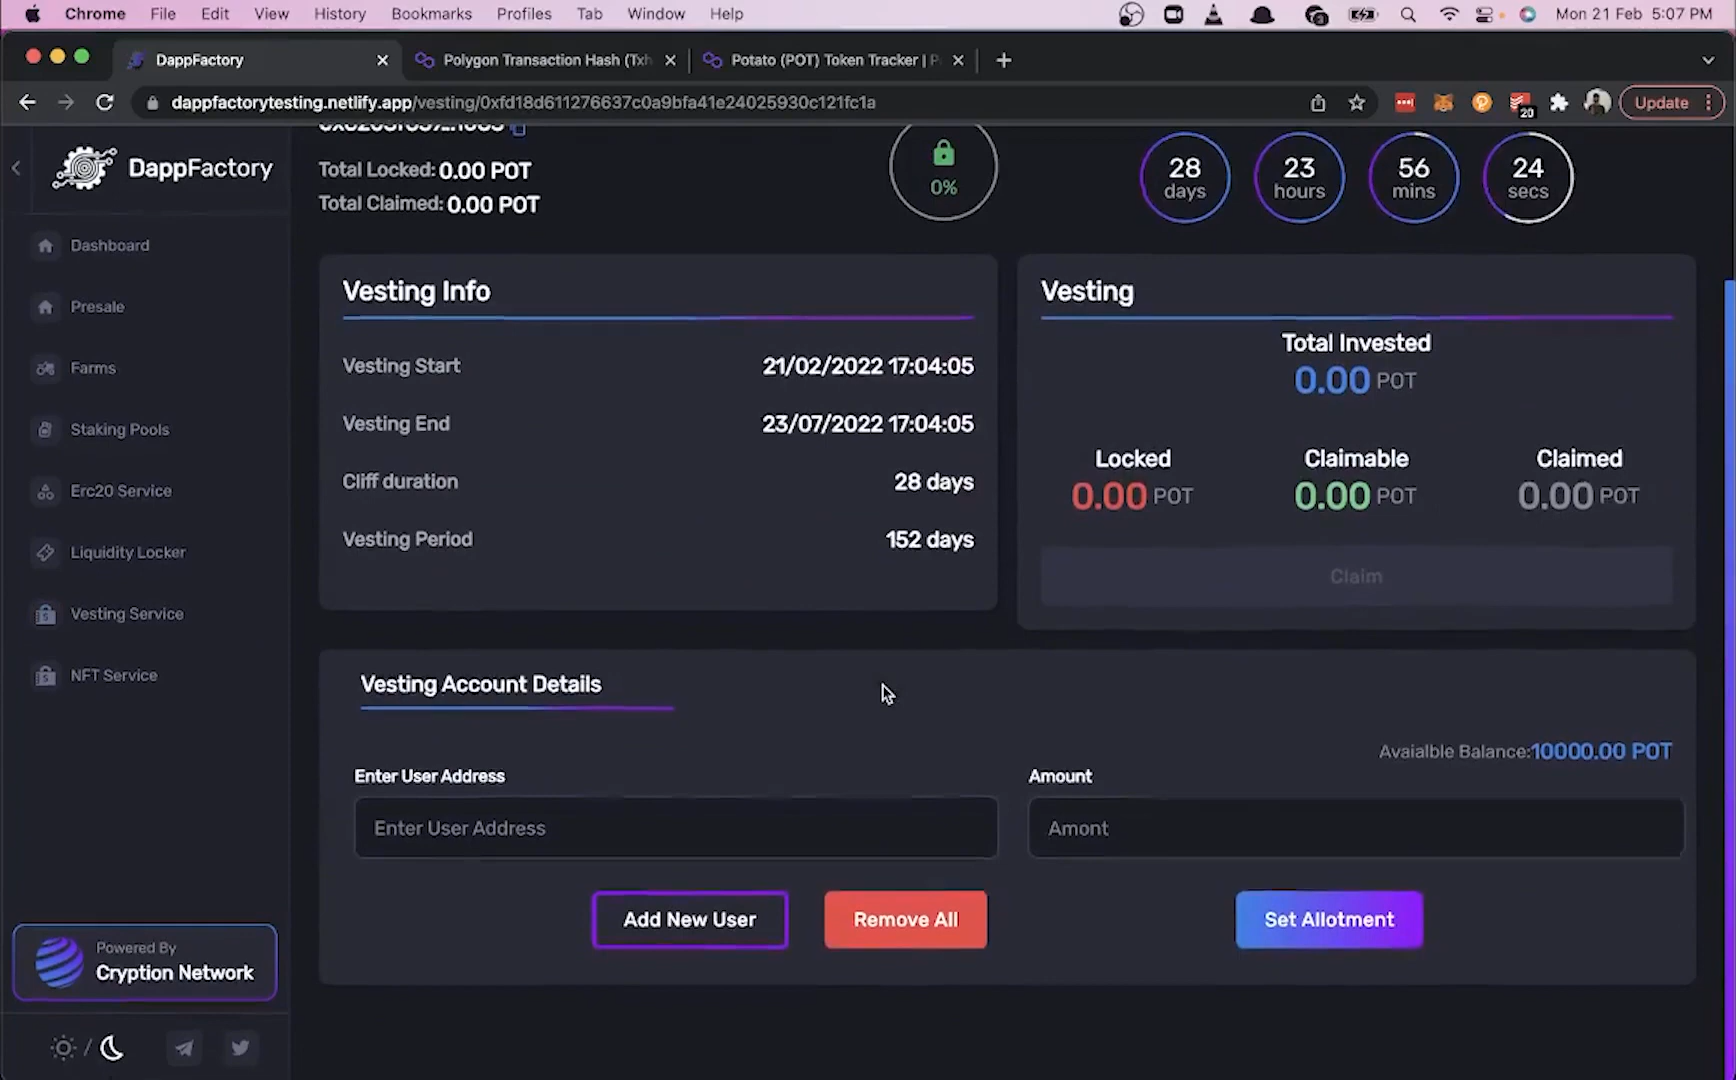 Chrome File Edit View History Bookmarks Profiles Tab Window Help Mon 21 Feb 5:07 PM
DappFactory Polygon Transaction Hash (Txh Potato (POT) Token Tracker | P
dappfactorytesting.netlify.app/vesting/0xfd18d611276637c0a9bfa41e24025930c121fc1a 20 Update
DappFactory
Dashboard
Presale
Farms
Staking Pools
Erc20 Service
Liquidity Locker
Vesting Service
NFT Service
Powered By
Cryption Network
/
Total Locked: 0.00 POT
Total Claimed: 0.00 POT
0%
28 23 56 24
days hours mins secs
Vesting Info
Vesting Start 21/02/2022 17:04:05
Vesting End 23/07/2022 17:04:05
Cliff duration 28 days
Vesting Period 152 days
Vesting
Total Invested
0.00 POT
Locked Claimable Claimed
0.00 POT 0.00 POT 0.00 POT
Claim
Vesting Account Details
Avaialble Balance:10000.00 POT
Enter User Address Amount
Enter User Address Amont
Add New User Remove All Set Allotment